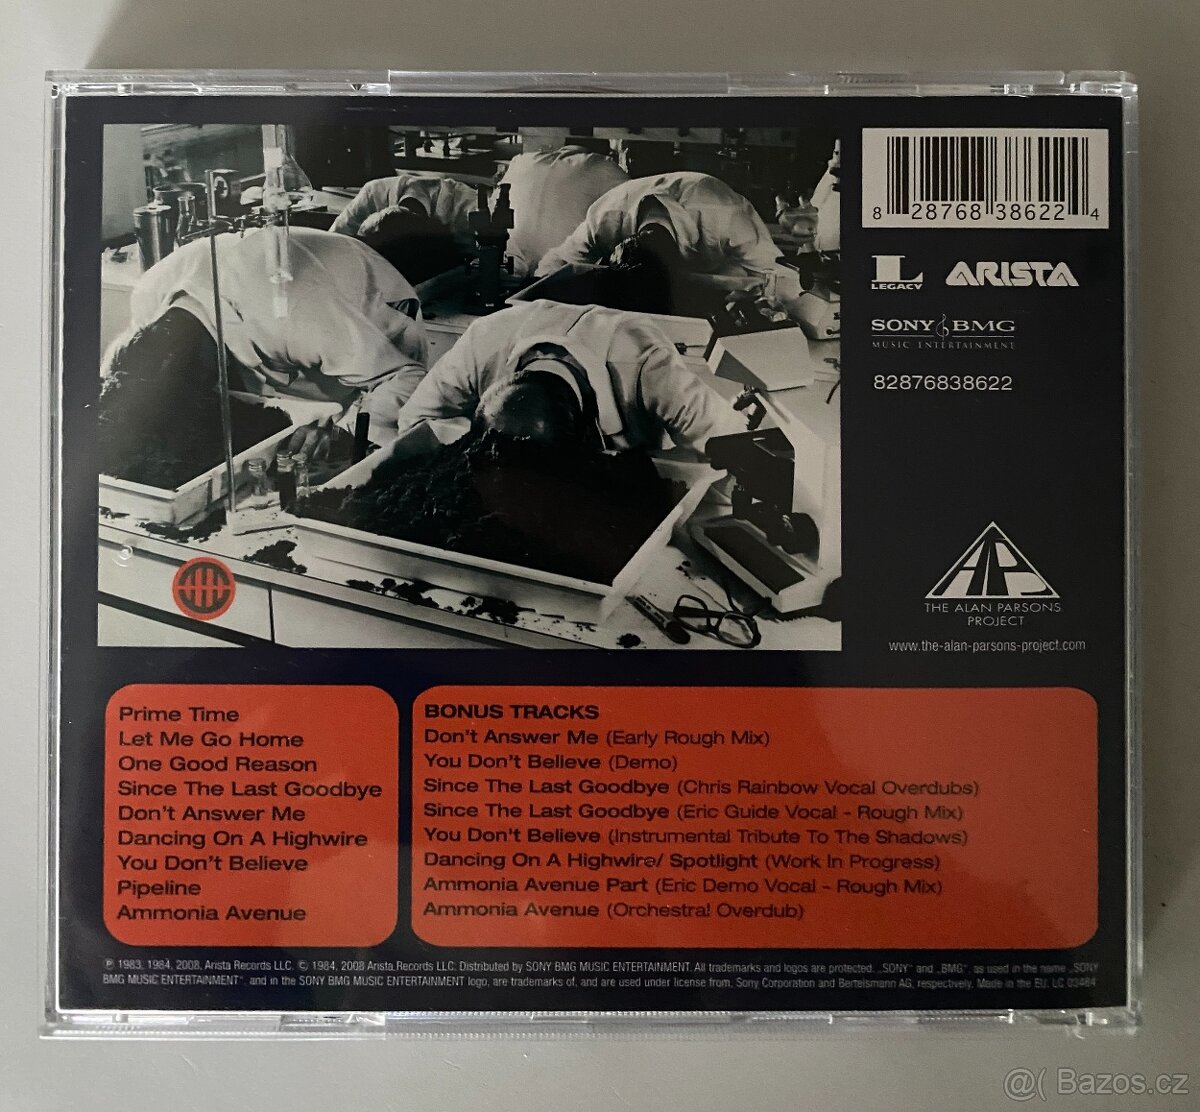 8 28768 38622 4
L
LEGACY
ARISTA
SONY BMG
MUSIC ENTERTAINMENT
82876838622
APP
THE ALAN PARSONS
PROJECT
www.the-alan-parsons-project.com
Prime Time
Let Me Go Home
One Good Reason
Since The Last Goodbye
Don't Answer Me
Dancing On A Highwire
You Don't Believe
Pipeline
Ammonia Avenue
BONUS TRACKS
Don't Answer Me (Early Rough Mix)
You Don't Believe (Demo)
Since The Last Goodbye (Chris Rainbow Vocal Overdubs)
Since The Last Goodbye (Eric Guide Vocal - Rough Mix)
You Don't Believe (Instrumental Tribute To The Shadows)
Dancing On A Highwire/ Spotlight (Work In Progress)
Ammonia Avenue Part (Eric Demo Vocal - Rough Mix)
Ammonia Avenue (Orchestral Overdub)
℗ 1983, 1984, 2008, Arista Records LLC. © 1984, 2008 Arista Records LLC. Distributed by SONY BMG MUSIC ENTERTAINMENT. All trademarks and logos are protected. „SONY" and „BMG", as used in the name „SONY
BMG MUSIC ENTERTAINMENT", and in the SONY BMG MUSIC ENTERTAINMENT logo, are trademarks of, and are used under license from, Sony Corporation and Bertelsmann AG, respectively. Made in the EU. LC 03484
@( Bazos.cz